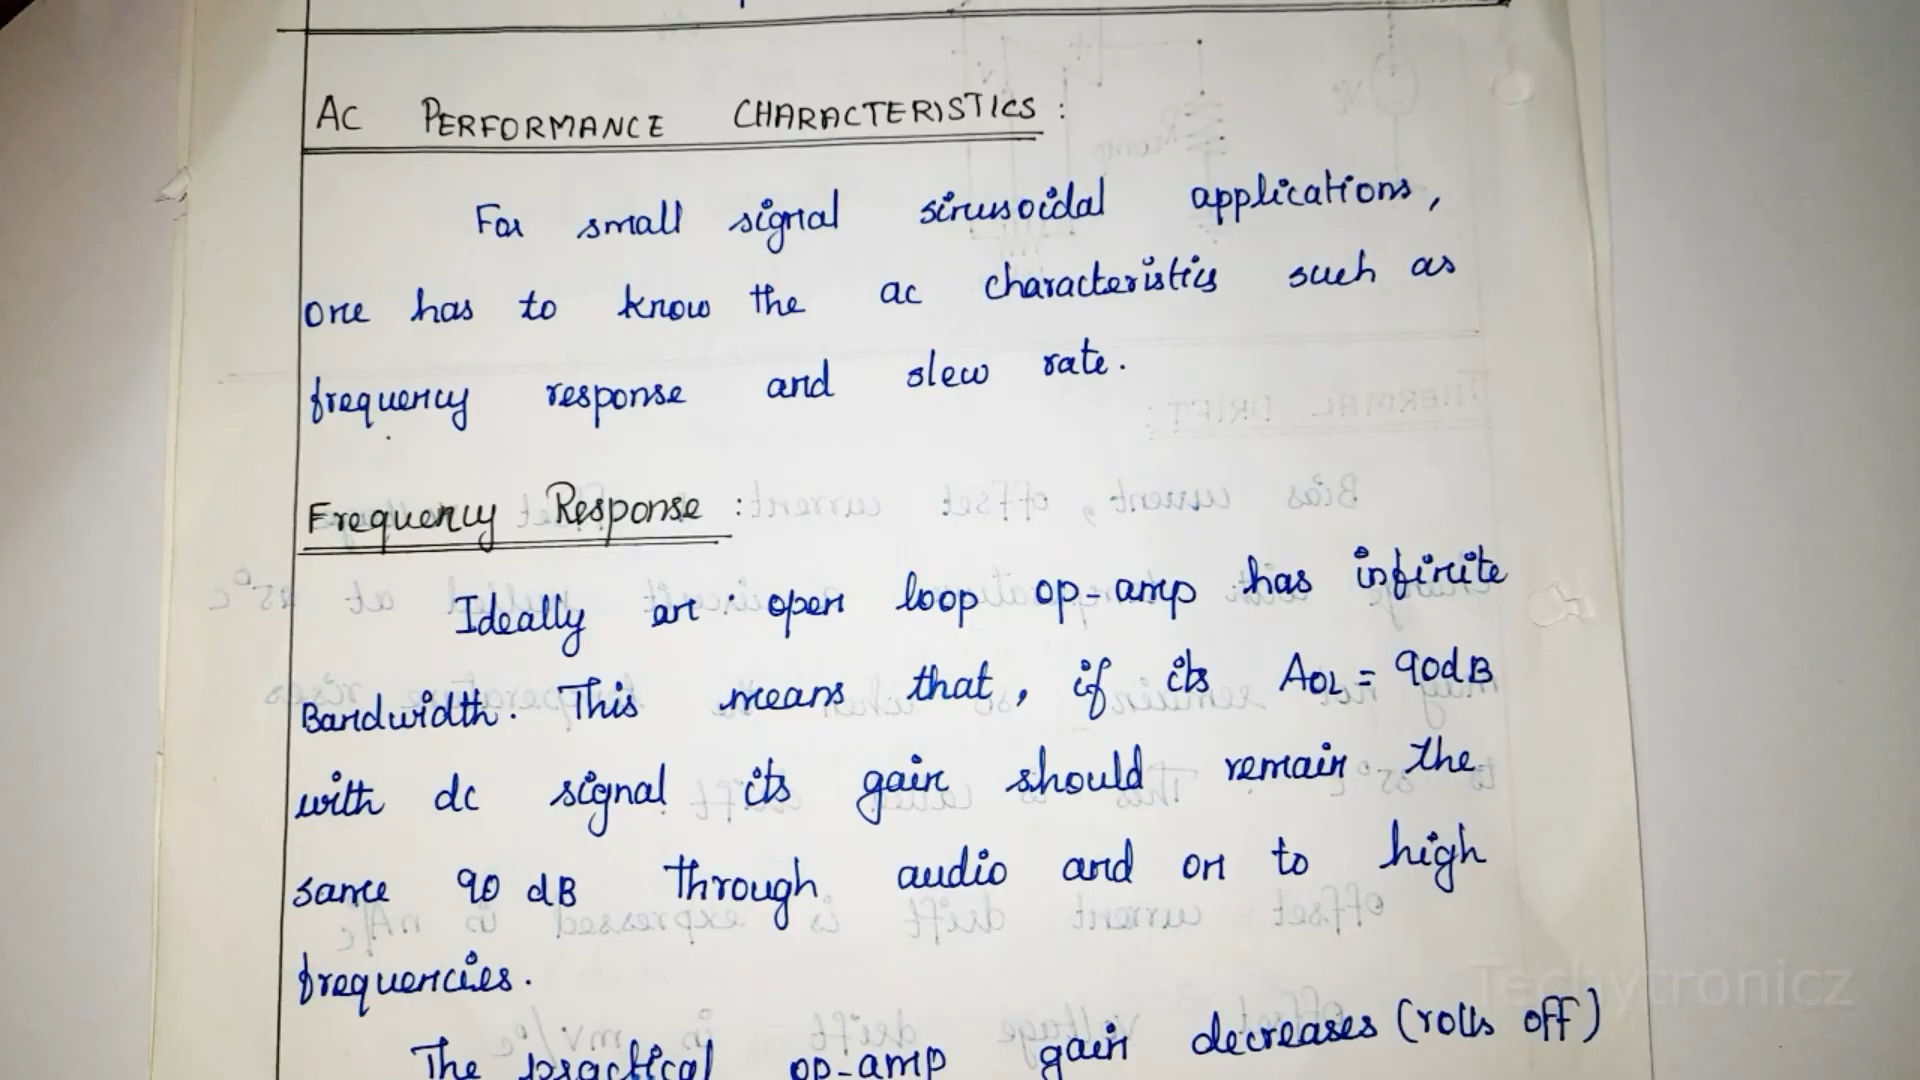 AC PERFORMANCE CHARACTERISTICS :
For small signal sinusoidal applications,
one has to know the ac characteristics such as
frequency response and slew rate.
Frequency Response :
Ideally an open loop op-amp has infinite
Bandwidth. This means that, if its AOL = 90dB
with dc signal its gain should remain the
same 90 dB through audio and on to high
frequencies.
The practical op-amp gain decreases (rolls off)
Techytronicz